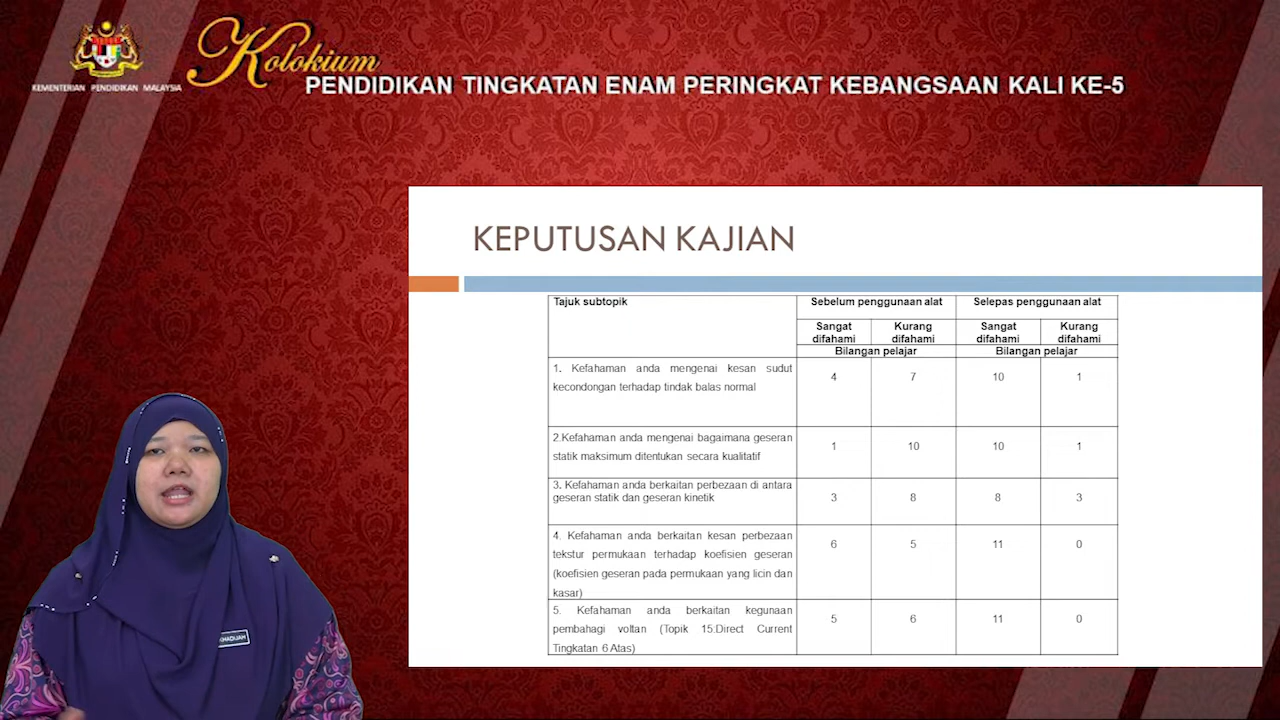 Kolokium
KEMENTERIAN PENDIDIKAN MALAYSIA
PENDIDIKAN TINGKATAN ENAM PERINGKAT KEBANGSAAN KALI KE-5
KEPUTUSAN KAJIAN
Tajuk subtopik Sebelum penggunaan alat Selepas penggunaan alat
Sangat difahami Kurang difahami Sangat difahami Kurang difahami
Bilangan pelajar Bilangan pelajar
1. Kefahaman anda mengenai kesan sudut
kecondongan terhadap tindak balas normal
4 7 10 1
2.Kefahaman anda mengenai bagaimana geseran
statik maksimum ditentukan secara kualitatif
1 10 10 1
3. Kefahaman anda berkaitan perbezaan di antara
geseran statik dan geseran kinetik
3 8 8 3
4. Kefahaman anda berkaitan kesan perbezaan
tekstur permukaan terhadap koefisien geseran
(koefisien geseran pada permukaan yang licin dan
kasar)
6 5 11 0
5. Kefahaman anda berkaitan kegunaan
pembahagi voltan (Topik 15:Direct Current
Tingkatan 6 Atas)
5 6 11 0
KHADIJAH